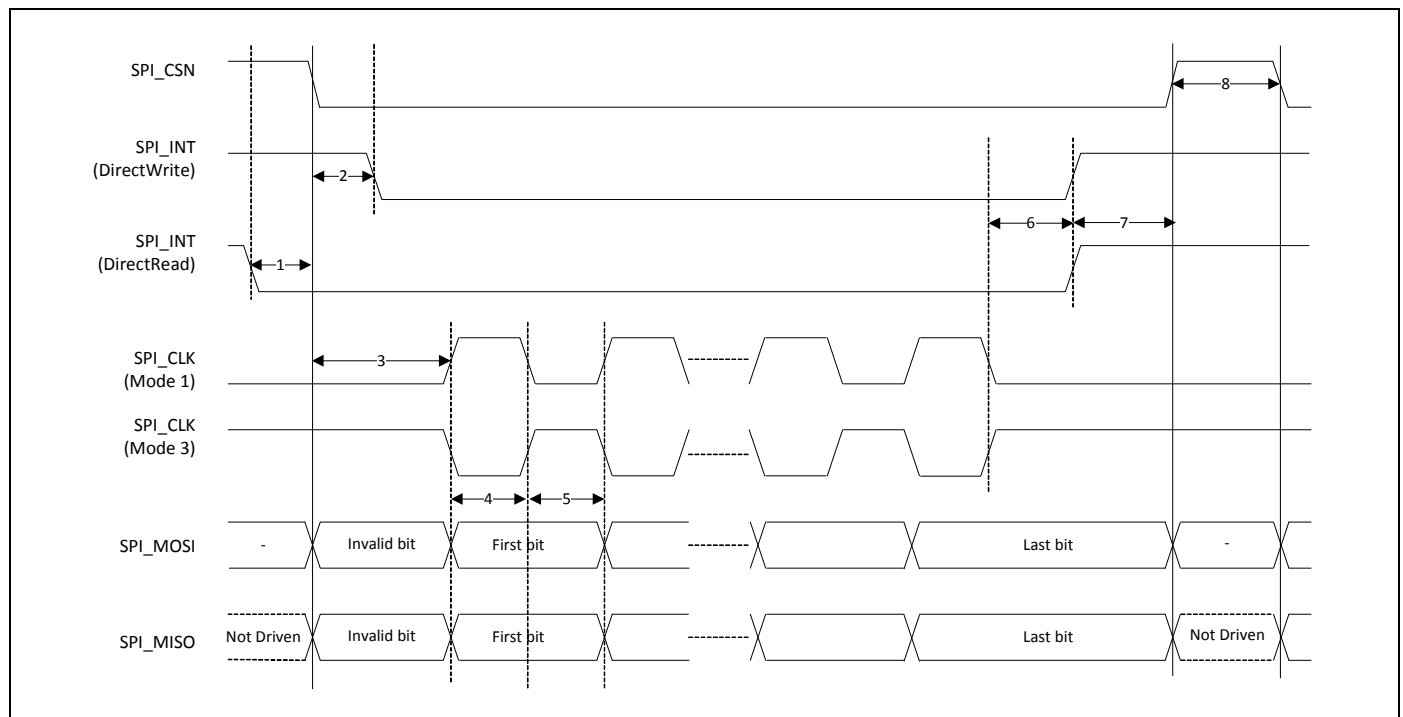 SPI_CSN
8
SPI_INT
(DirectWrite)
2
6
7
SPI_INT
(DirectRead)
1
SPI_CLK
(Mode 1)
3
SPI_CLK
(Mode 3)
4
5
SPI_MOSI
-
Invalid bit
First bit
Last bit
-
SPI_MISO
Not Driven
Invalid bit
First bit
Last bit
Not Driven